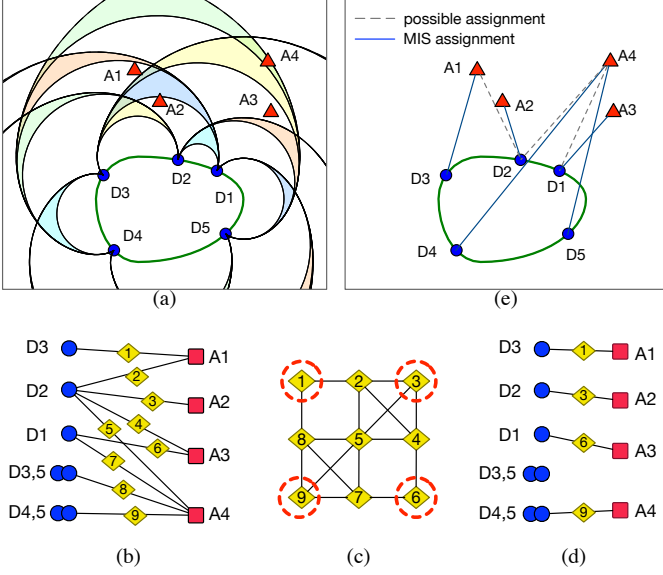 A1
A2
A3
A4
D1
D2
D3
D4
D5
(a)
possible assignment
MIS assignment
A1
A2
A3
A4
D1
D2
D3
D4
D5
(e)
D3
D2
D1
D3,5
D4,5
1
2
3
4
5
6
7
8
9
A1
A2
A3
A4
(b)
1 2 3
8 5 4
9 7 6
(c)
D3 1 A1
D2 3 A2
D1 6 A3
D3,5
D4,5 9 A4
(d)